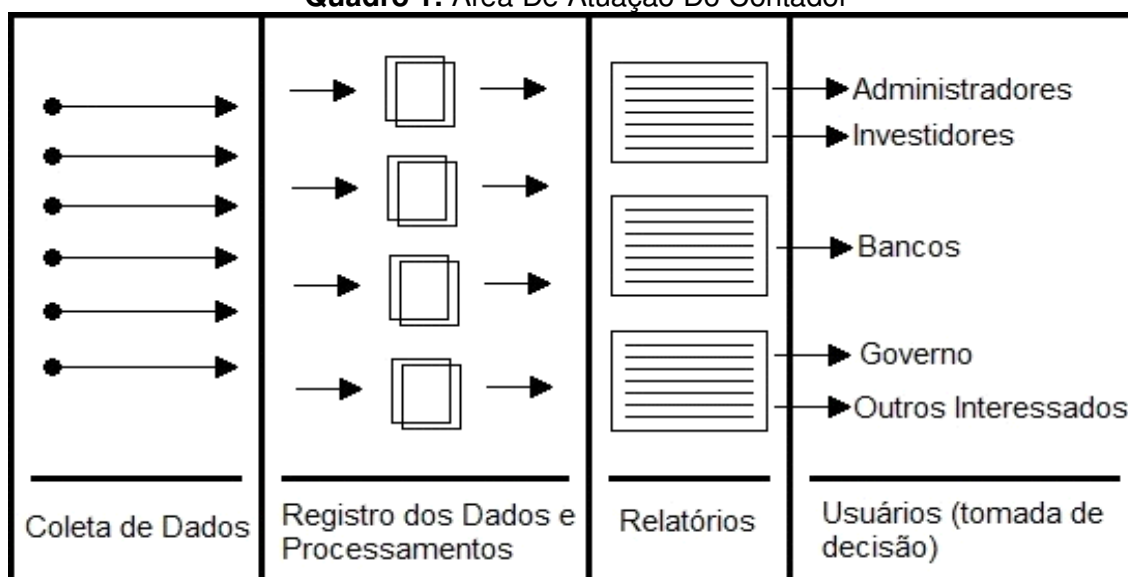 Quadro 1: Área De Atuação Do Contador
Administradores
Investidores
Bancos
Governo
Outros Interessados
Coleta de Dados
Registro dos Dados e
Processamentos
Relatórios
Usuários (tomada de
decisão)